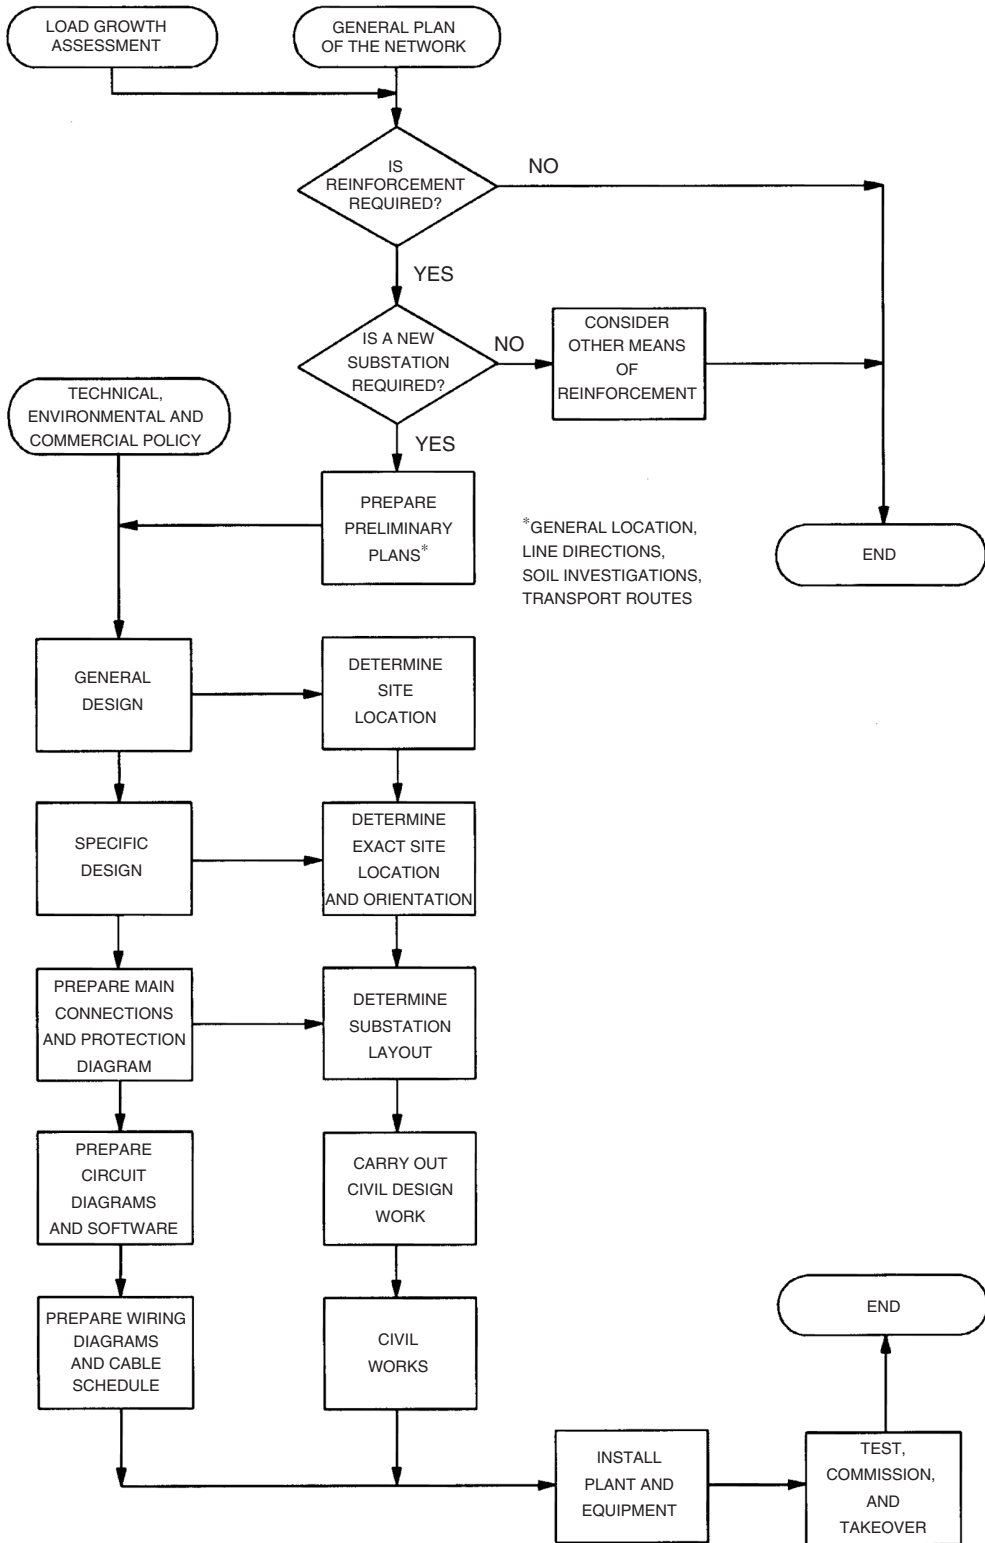 LOAD GROWTH
ASSESSMENT
GENERAL PLAN
OF THE NETWORK
IS
REINFORCEMENT
REQUIRED?
NO
YES
IS A NEW
SUBSTATION
REQUIRED?
NO
CONSIDER
OTHER MEANS
OF
REINFORCEMENT
TECHNICAL,
ENVIRONMENTAL AND
COMMERCIAL POLICY
YES
PREPARE
PRELIMINARY
PLANS*
*GENERAL LOCATION,
LINE DIRECTIONS,
SOIL INVESTIGATIONS,
TRANSPORT ROUTES
END
GENERAL
DESIGN
DETERMINE
SITE
LOCATION
SPECIFIC
DESIGN
DETERMINE
EXACT SITE
LOCATION
AND ORIENTATION
PREPARE MAIN
CONNECTIONS
AND PROTECTION
DIAGRAM
DETERMINE
SUBSTATION
LAYOUT
PREPARE
CIRCUIT
DIAGRAMS
AND SOFTWARE
CARRY OUT
CIVIL DESIGN
WORK
PREPARE WIRING
DIAGRAMS
AND CABLE
SCHEDULE
CIVIL
WORKS
END
INSTALL
PLANT AND
EQUIPMENT
TEST,
COMMISSION,
AND
TAKEOVER